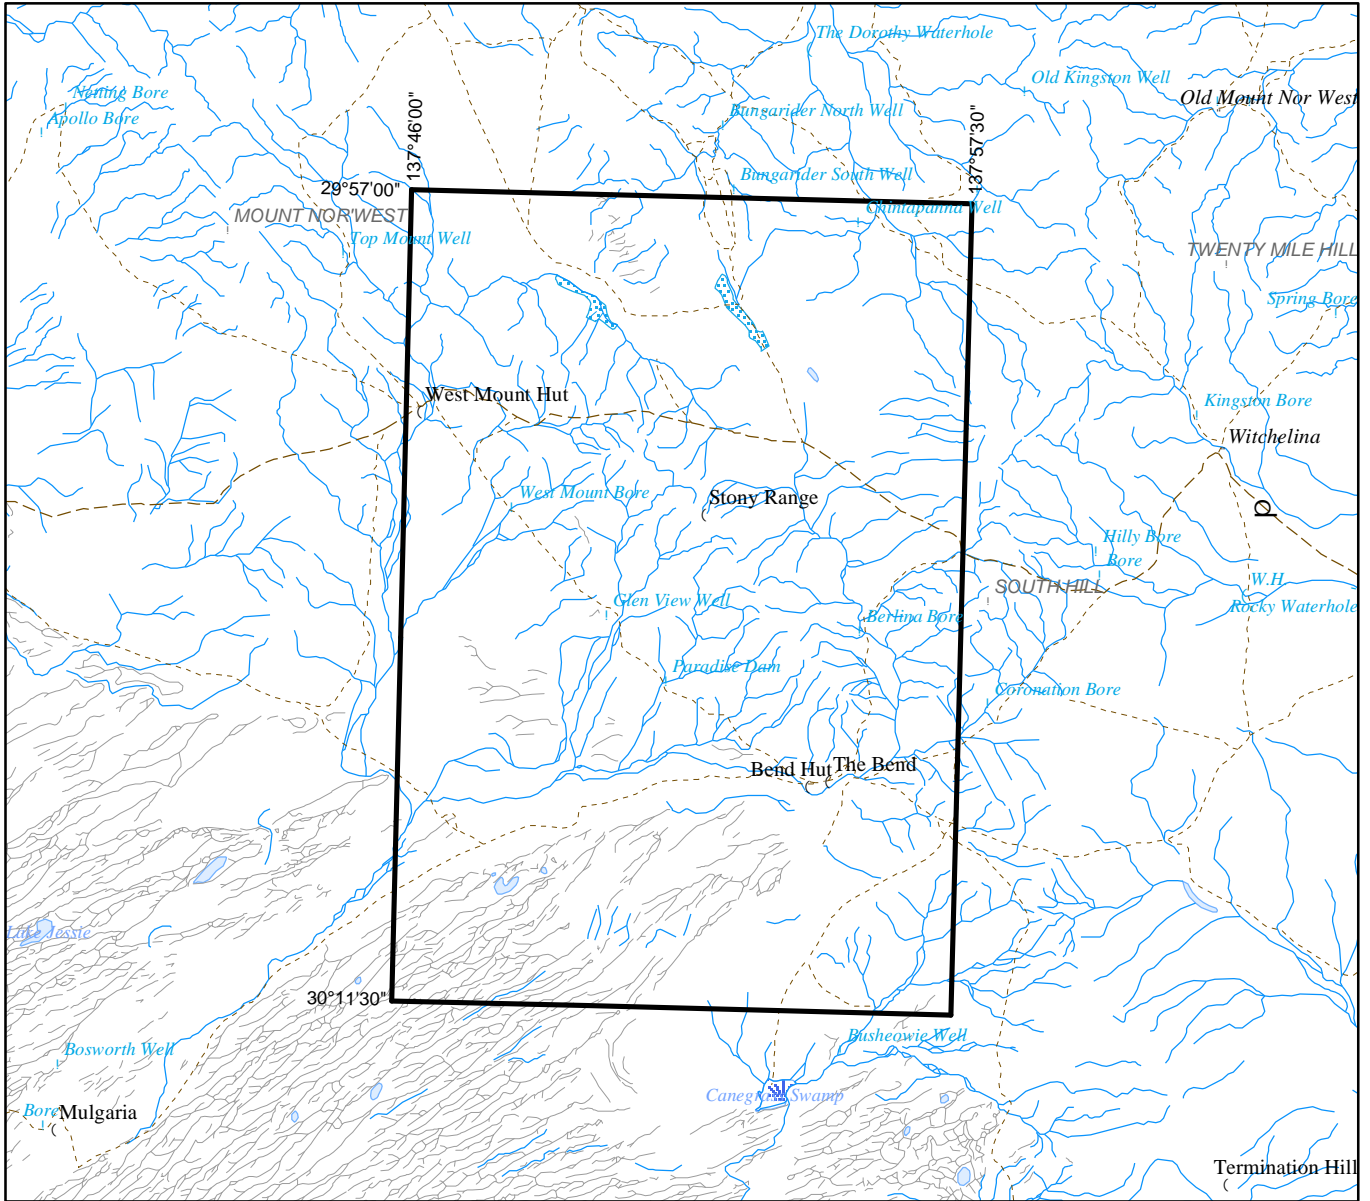 The Dorothy Waterhole
Old Kingston Well
Nening Bore
Old Mount Nor West
Apollo Bore
Bungarider North Well
137°46'00"
137°57'30"
Bungarider South Well
29°57'00"
MOUNT NOR'WEST
Chintapanna Well
Top Mount Well
TWENTY MILE HILL
Spring Bore
West Mount Hut
Kingston Bore
Witchelina
West Mount Bore
Stony Range
Hilly Bore
Bore
W.H.
SOUTH HILL
Glen View Well
Rocky Waterhole
Berlina Bore
Paradise Dam
Coronation Bore
Bend Hut
The Bend
Lake Jessie
30°11'30"
Busheowie Well
Bosworth Well
Canegrass Swamp
Bore
Mulgaria
Termination Hill